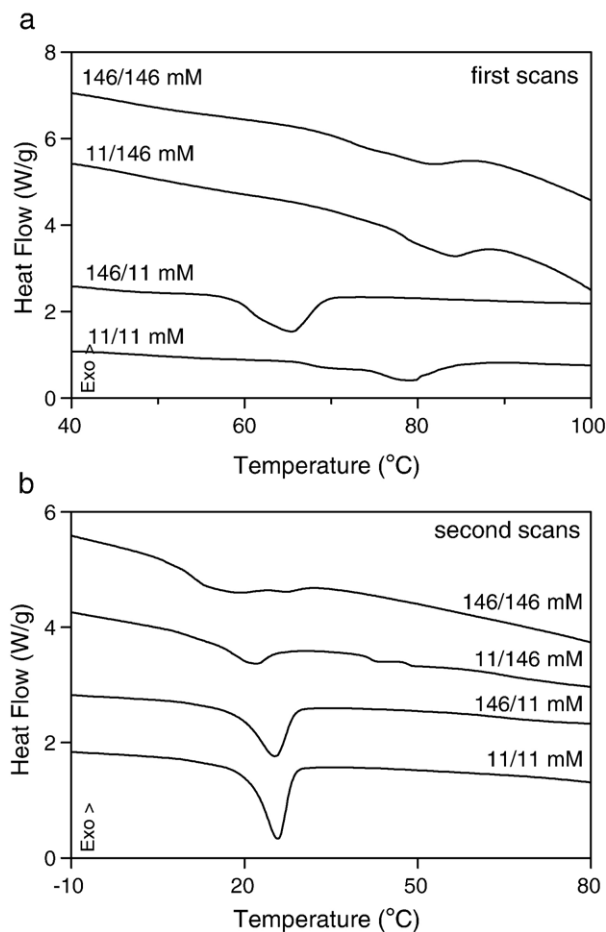 a
8
146/146 mM
first scans
6
11/146 mM
Heat Flow (W/g)
4
146/11 mM
2
11/11 mM
Exo >
0
40
60
80
100
Temperature (°C)
b
6
second scans
146/146 mM
4
11/146 mM
Heat Flow (W/g)
146/11 mM
2
11/11 mM
Exo >
0
-10
20
50
80
Temperature (°C)